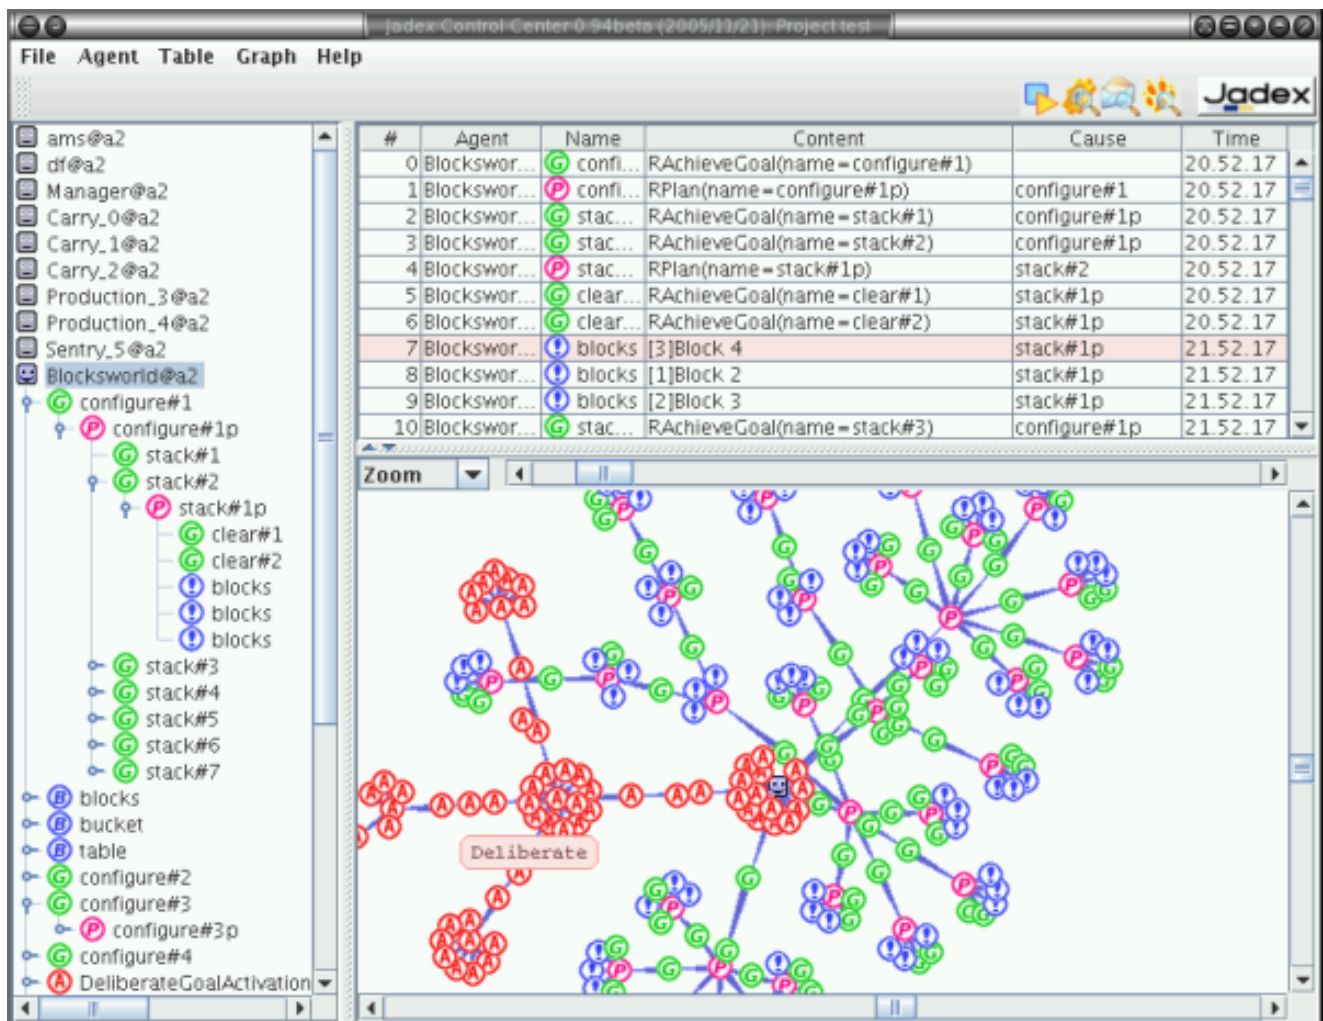 Jadex Control Center 0.94beta (2005/11/21): Project test
File Agent Table Graph Help
Jadex
ams@a2
df@a2
Manager@a2
Carry_0@a2
Carry_1@a2
Carry_2@a2
Production_3@a2
Production_4@a2
Sentry_5@a2
Blocksworld@a2
G configure#1
P configure#1p
G stack#1
G stack#2
P stack#1p
G clear#1
G clear#2
! blocks
! blocks
! blocks
G stack#3
G stack#4
G stack#5
G stack#6
G stack#7
B blocks
B bucket
B table
G configure#2
G configure#3
P configure#3p
G configure#4
A DeliberateGoalActivation
# Agent Name Content Cause Time
0 Blockswor... G confi... RAchieveGoal(name=configure#1) 20.52.17
1 Blockswor... P confi... RPlan(name=configure#1p) configure#1 20.52.17
2 Blockswor... G stac... RAchieveGoal(name=stack#1) configure#1p 20.52.17
3 Blockswor... G stac... RAchieveGoal(name=stack#2) configure#1p 20.52.17
4 Blockswor... P stac... RPlan(name=stack#1p) stack#2 20.52.17
5 Blockswor... G clear... RAchieveGoal(name=clear#1) stack#1p 20.52.17
6 Blockswor... G clear... RAchieveGoal(name=clear#2) stack#1p 20.52.17
7 Blockswor... ! blocks [3]Block 4 stack#1p 21.52.17
8 Blockswor... ! blocks [1]Block 2 stack#1p 21.52.17
9 Blockswor... ! blocks [2]Block 3 stack#1p 21.52.17
10 Blockswor... G stac... RAchieveGoal(name=stack#3) configure#1p 21.52.17
Zoom
Deliberate